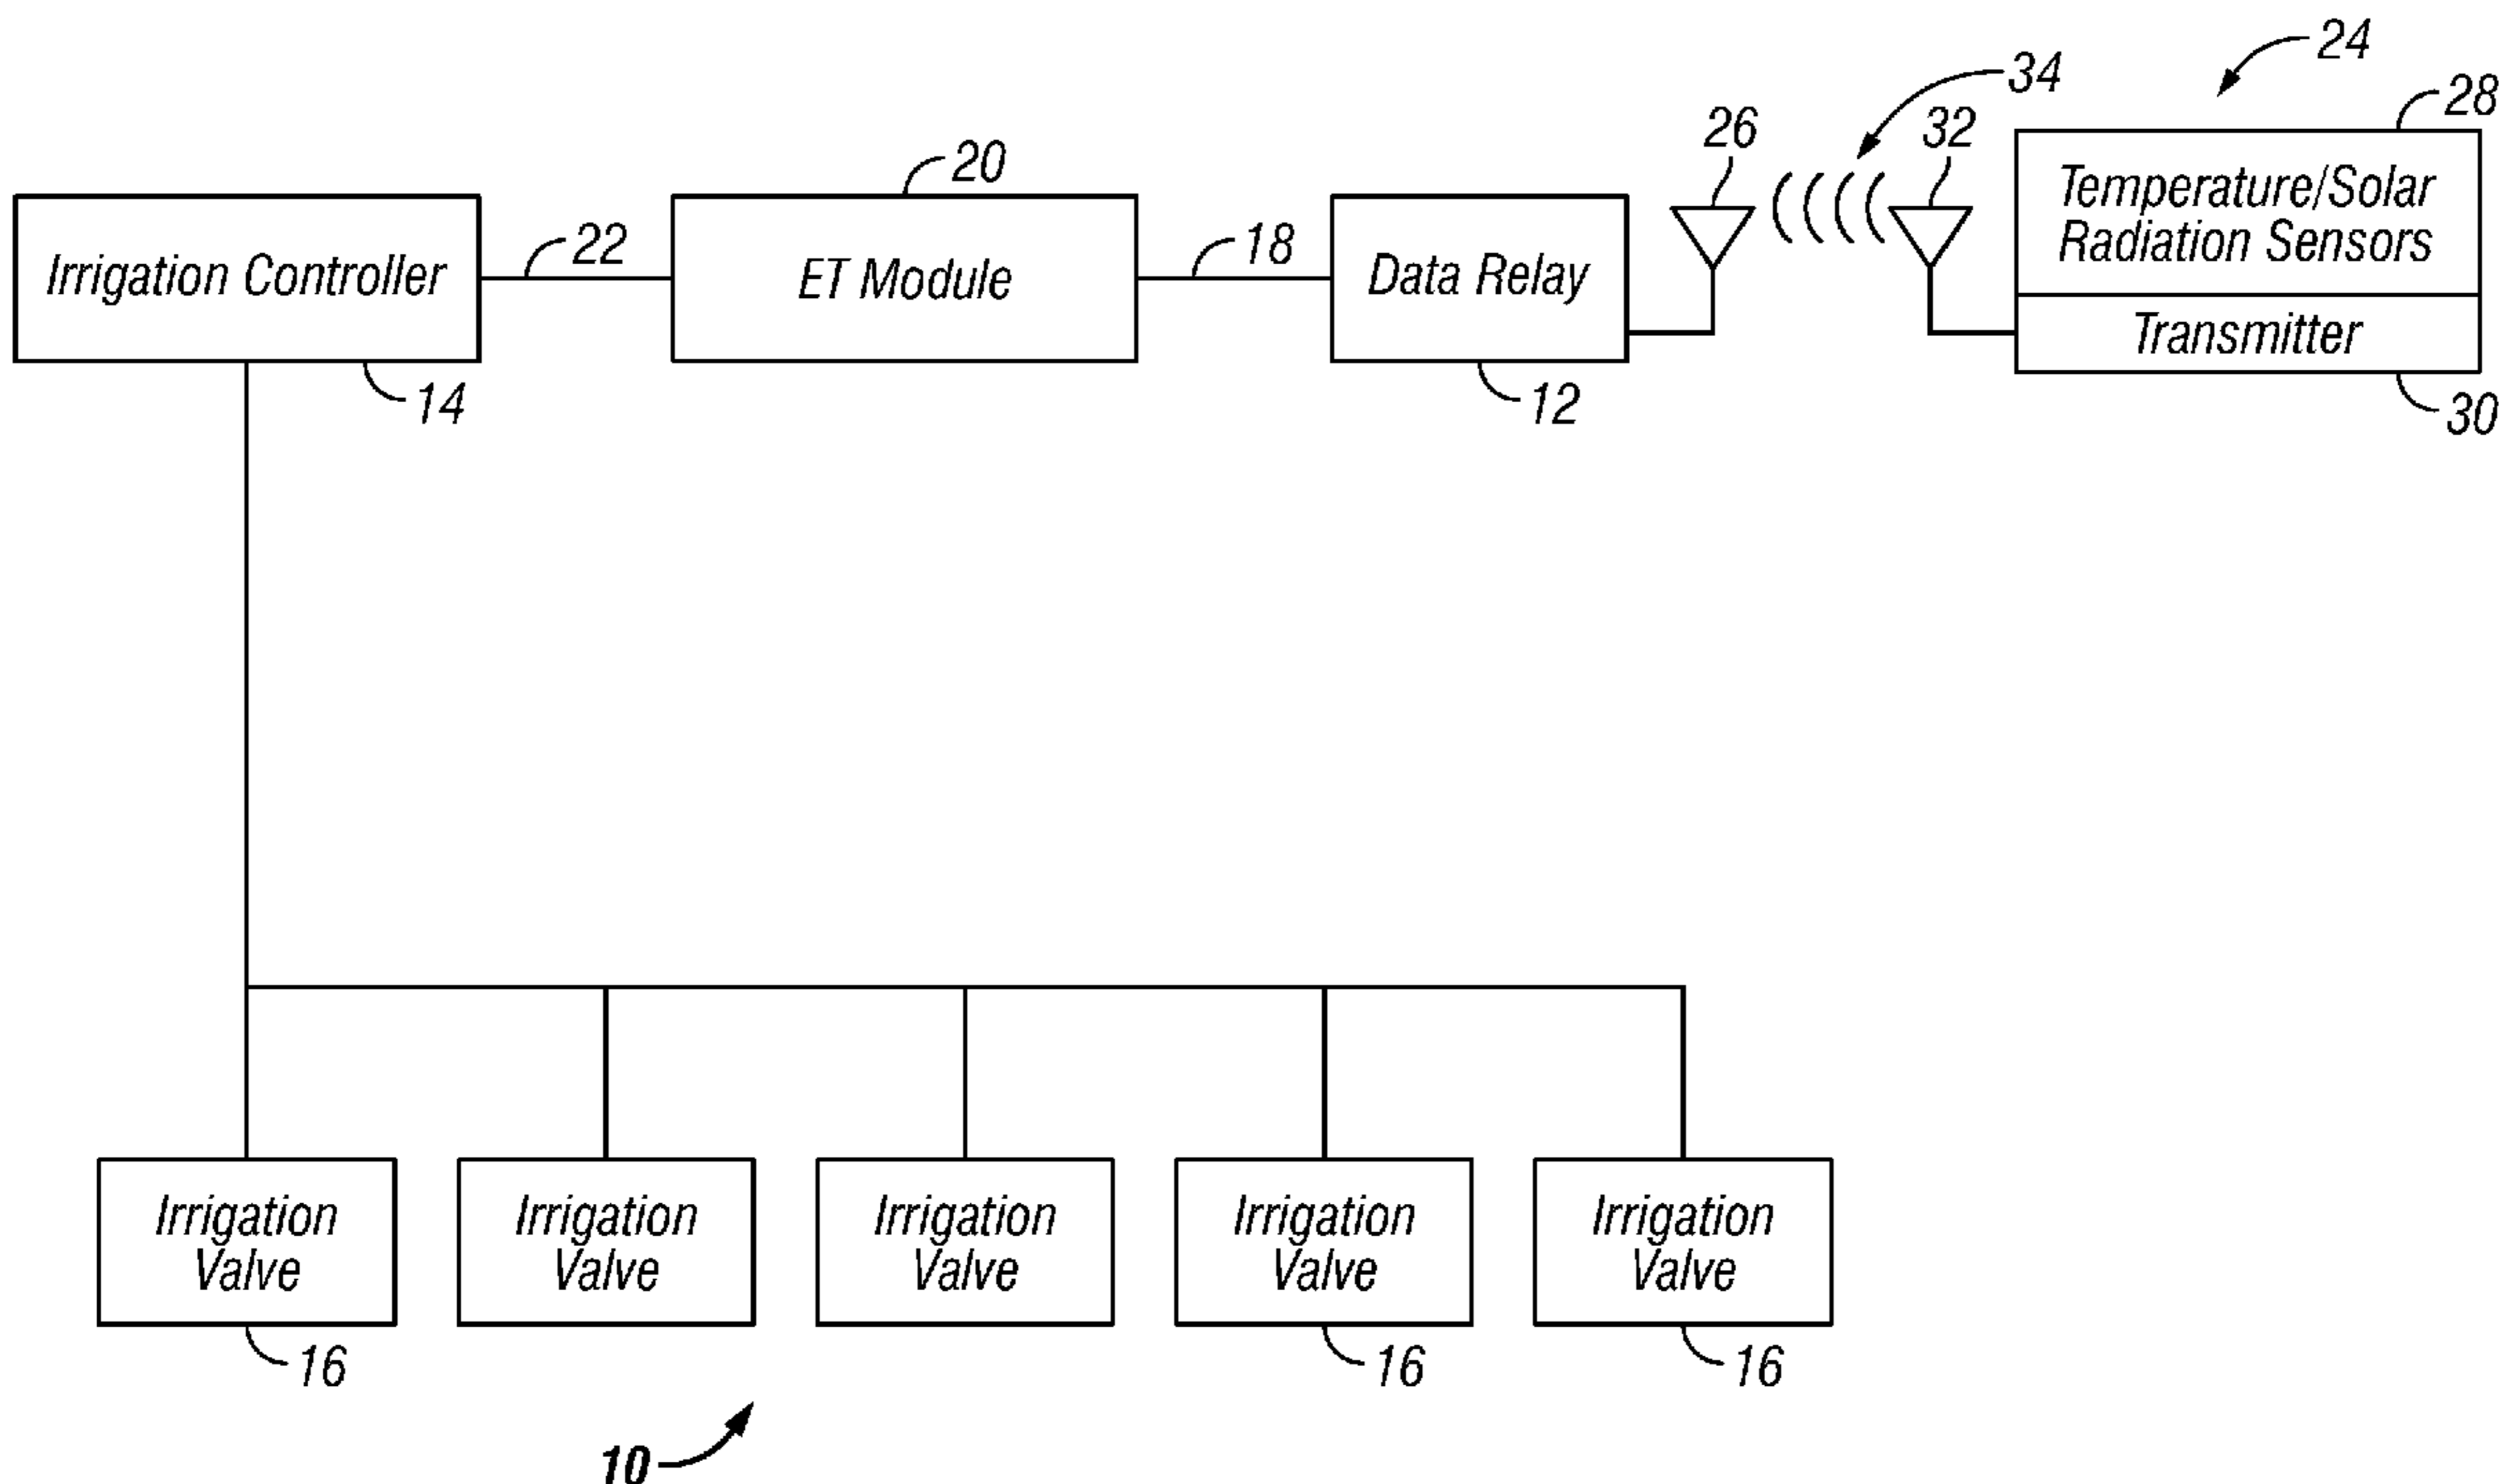 24
34
28
26
32
20
Temperature/Solar
Radiation Sensors
22
18
Irrigation Controller
ET Module
Data Relay
Transmitter
14
12
30
Irrigation
Valve
Irrigation
Valve
Irrigation
Valve
Irrigation
Valve
Irrigation
Valve
16
16
16
10